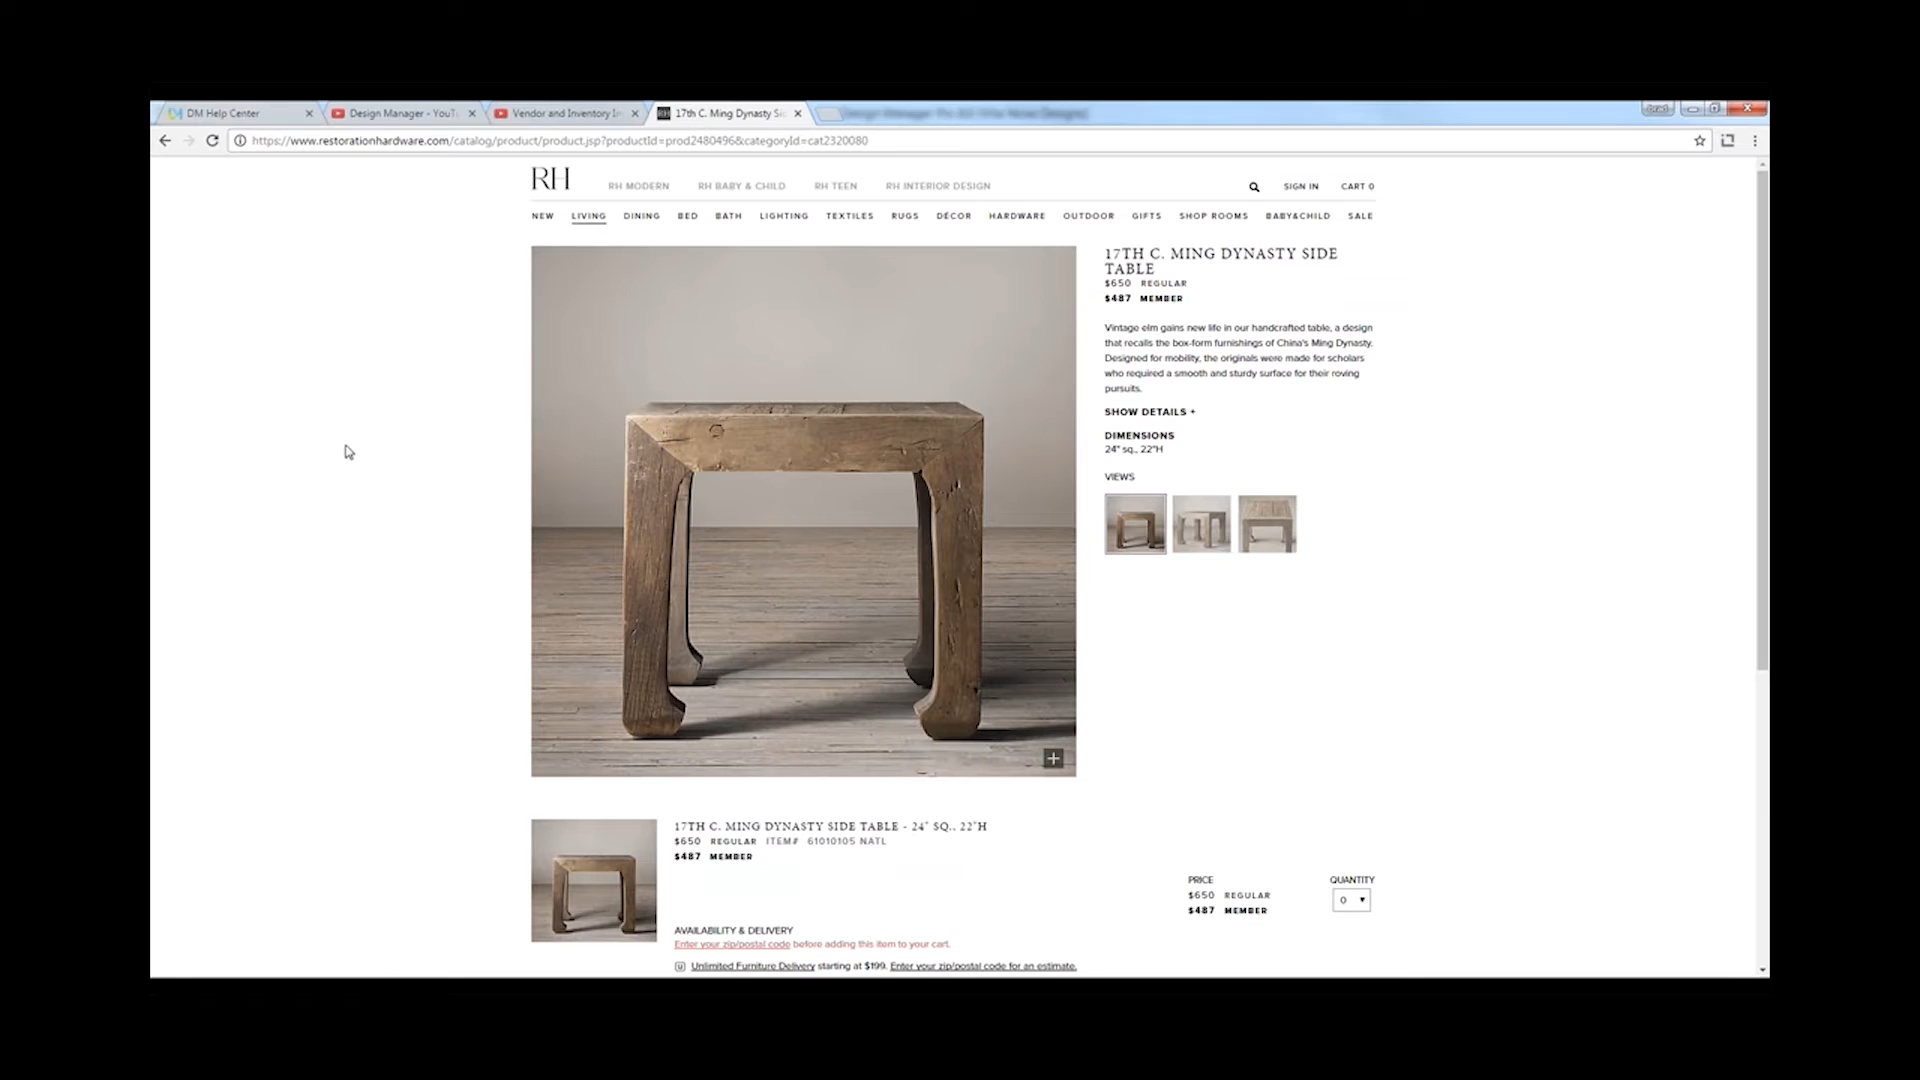 DM Help Center
Design Manager - YouT
Vendor and Inventory In
17th C. Ming Dynasty Si
https://www.restorationhardware.com/catalog/product/product.jsp?productId=prod2480496&categoryId=cat2320080
RH
RH MODERN RH BABY & CHILD RH TEEN RH INTERIOR DESIGN
SIGN IN CART 0
NEW LIVING DINING BED BATH LIGHTING TEXTILES RUGS DÉCOR HARDWARE OUTDOOR GIFTS SHOP ROOMS BABY&CHILD SALE
17TH C. MING DYNASTY SIDE
TABLE
$650 REGULAR
$487 MEMBER
Vintage elm gains new life in our handcrafted table, a design
that recalls the box-form furnishings of China's Ming Dynasty.
Designed for mobility, the originals were made for scholars
who required a smooth and sturdy surface for their roving
pursuits.
SHOW DETAILS +
DIMENSIONS
24" sq., 22"H
VIEWS
17TH C. MING DYNASTY SIDE TABLE - 24" SQ., 22"H
$650 REGULAR ITEM# 61010105 NATL
$487 MEMBER
PRICE
$650 REGULAR
$487 MEMBER
QUANTITY
0
AVAILABILITY & DELIVERY
Enter your zip/postal code before adding this item to your cart.
Unlimited Furniture Delivery starting at $199. Enter your zip/postal code for an estimate.